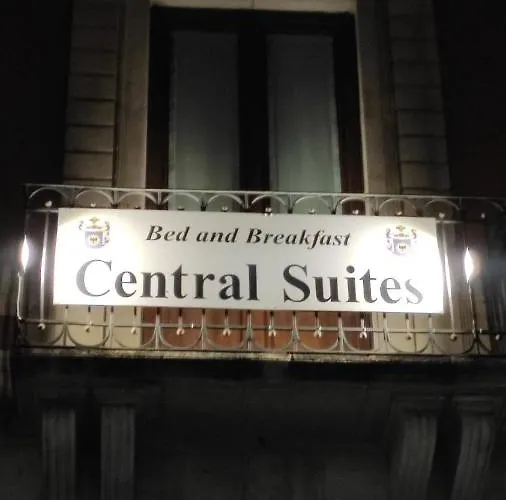 Bed and Breakfast
Central Suites